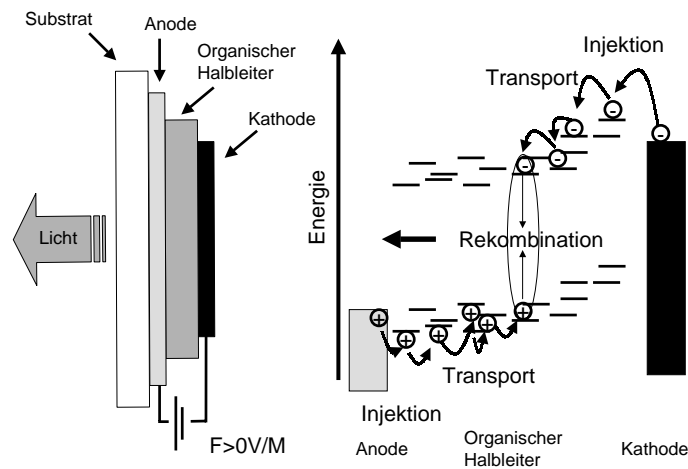 Substrat
Anode
Organischer
Halbleiter
Kathode
Licht
F>0V/M
Energie
Injektion
Transport
Rekombination
Transport
Injektion
Anode
Organischer
Halbleiter
Kathode